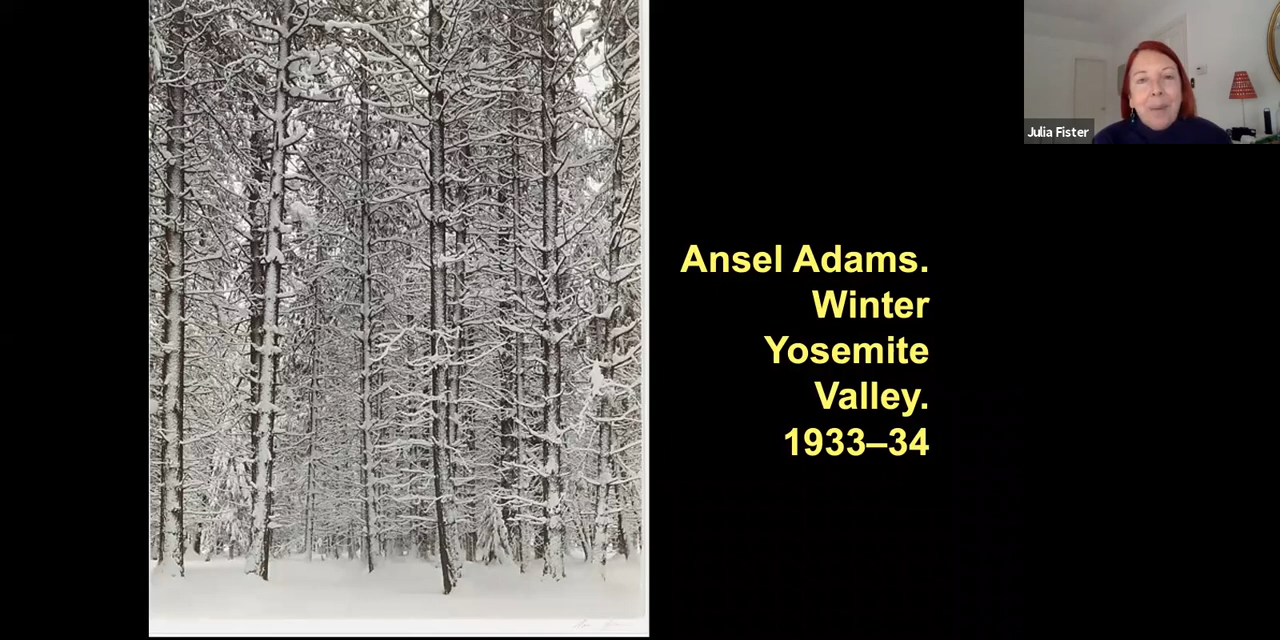 Julia Fister
Ansel Adams.
Winter
Yosemite
Valley.
1933–34